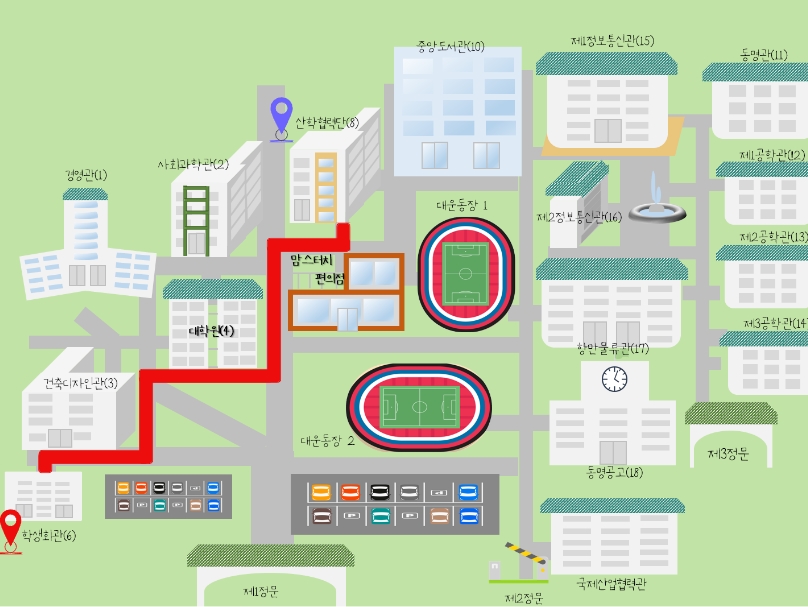 중앙도서관(10)
제1정보통신관(15)
동명관(11)
산학협력단(8)
사회과학관(2)
제1공학관(12)
경영관(1)
대운동장 1
제2정보통신관(16)
제2공학관(13)
맘스터치
편의점
대학원(4)
제3공학관(14)
항만물류관(17)
건축디자인관(3)
대운동장 2
제3정문
동명공고(18)
학생회관(6)
국제산업협력관
제1정문
제2정문